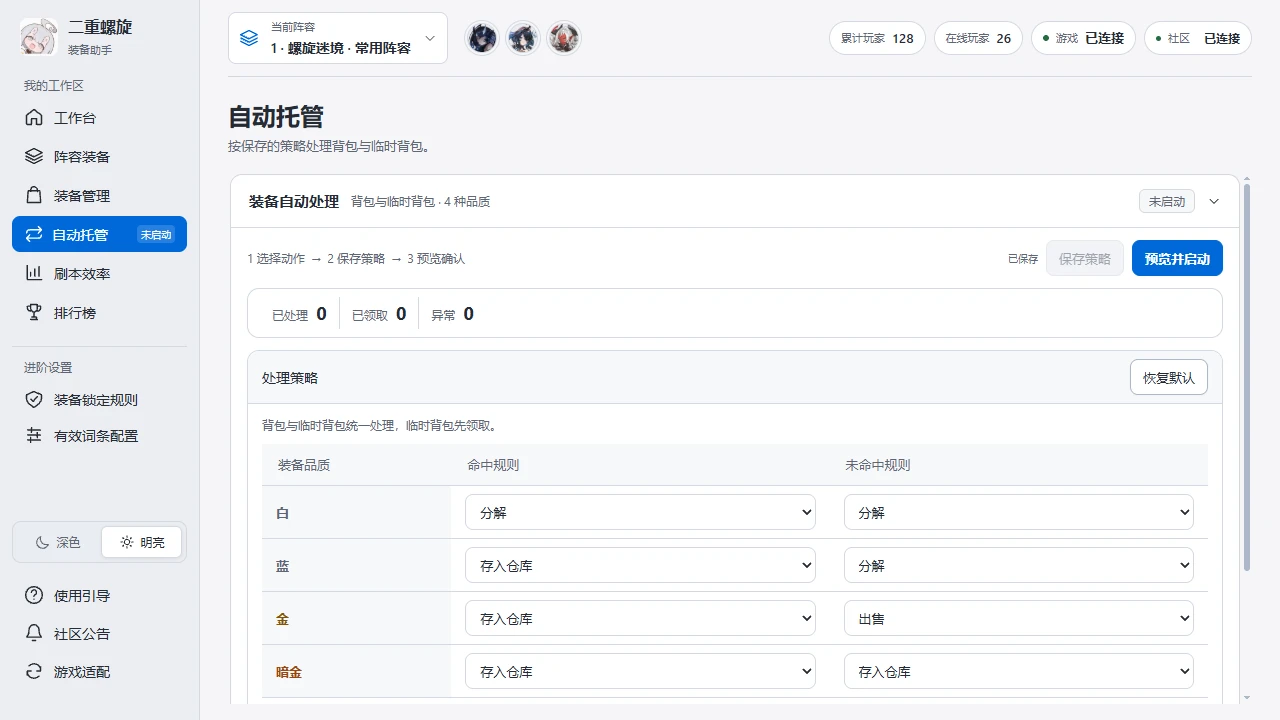 二重螺旋
装备助手
我的工作区
工作台
阵容装备
装备管理
自动托管 未启动
刷本效率
排行榜
进阶设置
装备锁定规则
有效词条配置
深色 明亮
使用引导
社区公告
游戏适配
当前阵容
1 · 螺旋迷境 · 常用阵容
累计玩家 128 在线玩家 26 游戏 已连接 社区 已连接
自动托管
按保存的策略处理背包与临时背包。
装备自动处理 背包与临时背包 · 4 种品质 未启动
1 选择动作 → 2 保存策略 → 3 预览确认 已保存 保存策略 预览并启动
已处理 0 已领取 0 异常 0
处理策略 恢复默认
背包与临时背包统一处理，临时背包先领取。
装备品质 命中规则 未命中规则
白 分解 分解
蓝 存入仓库 分解
金 存入仓库 出售
暗金 存入仓库 存入仓库